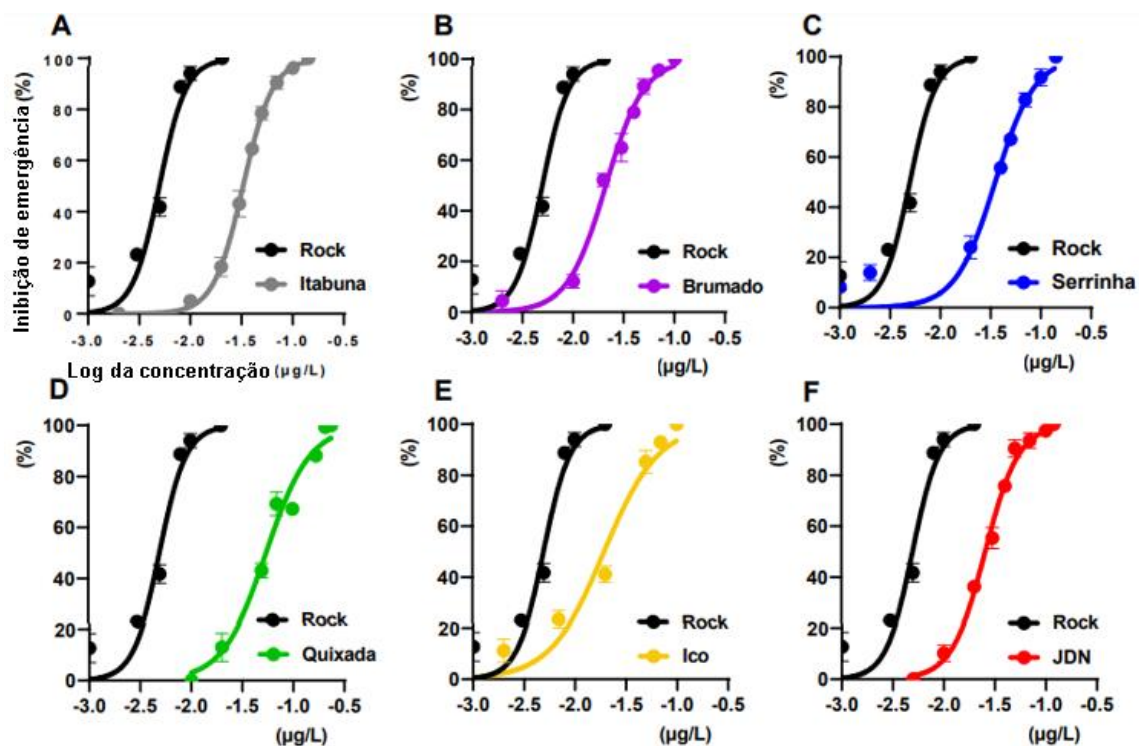 A
Inibição de emergência (%)
100
80
60
40
20
0
Rock
Itabuna
-3.0 -2.5 -2.0 -1.5 -1.0 -0.5
Log da concentração (µg/L)
B
(%)
100
80
60
40
20
0
Rock
Brumado
-3.0 -2.5 -2.0 -1.5 -1.0 -0.5
(µg/L)
C
(%)
100
80
60
40
20
0
Rock
Serrinha
-3.0 -2.5 -2.0 -1.5 -1.0 -0.5
(µg/L)
D
(%)
100
80
60
40
20
0
Rock
Quixada
-3.0 -2.5 -2.0 -1.5 -1.0 -0.5
(µg/L)
E
(%)
100
80
60
40
20
0
Rock
Ico
-3.0 -2.5 -2.0 -1.5 -1.0 -0.5
(µg/L)
F
(%)
100
80
60
40
20
0
Rock
JDN
-3.0 -2.5 -2.0 -1.5 -1.0 -0.5
(µg/L)